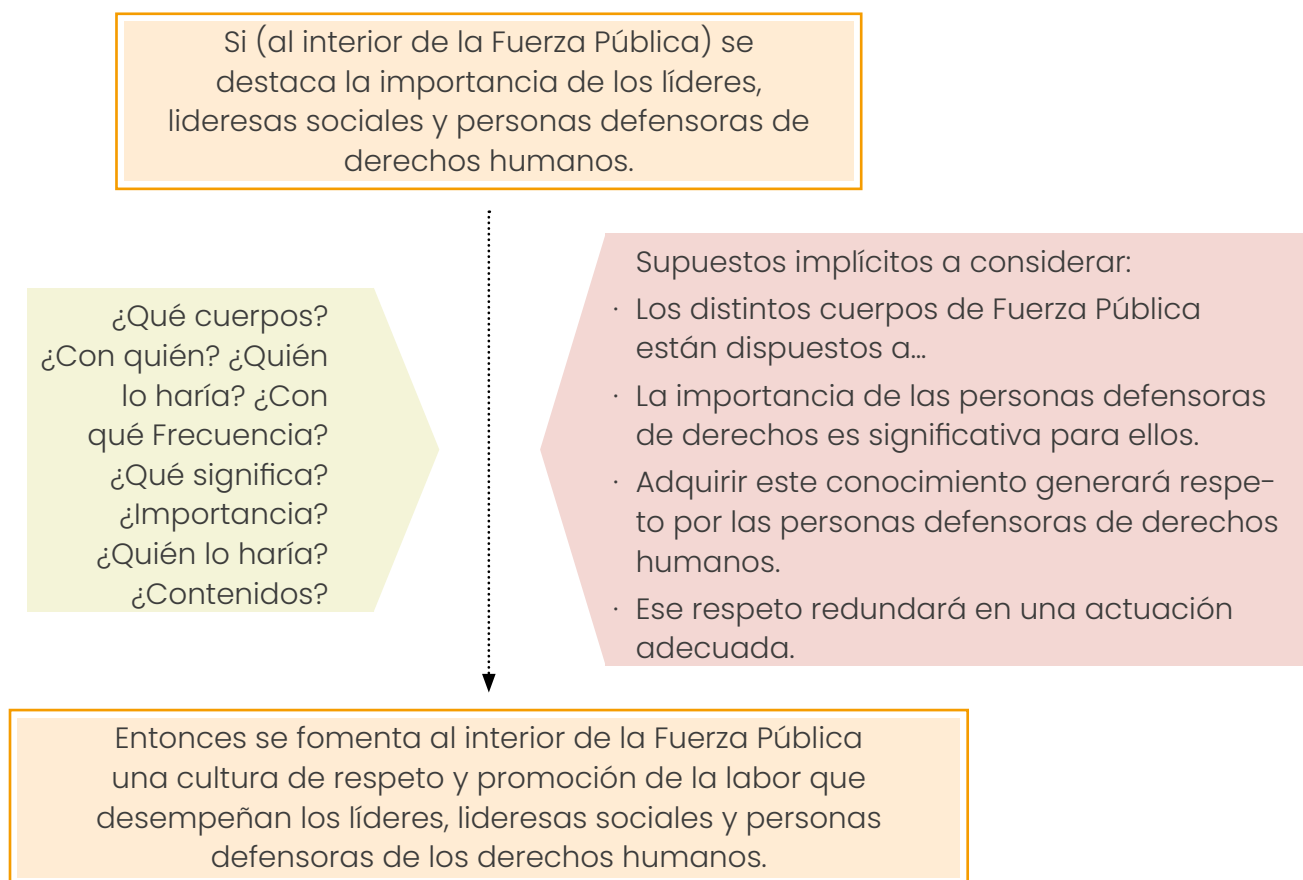 Si (al interior de la Fuerza Pública) se
destaca la importancia de los líderes,
lideresas sociales y personas defensoras de
derechos humanos.
¿Qué cuerpos?
¿Con quién? ¿Quién
lo haría? ¿Con
qué Frecuencia?
¿Qué significa?
¿Importancia?
¿Quién lo haría?
¿Contenidos?
Supuestos implícitos a considerar:
· Los distintos cuerpos de Fuerza Pública
están dispuestos a...
· La importancia de las personas defensoras
de derechos es significativa para ellos.
· Adquirir este conocimiento generará respe-
to por las personas defensoras de derechos
humanos.
· Ese respeto redundará en una actuación
adecuada.
Entonces se fomenta al interior de la Fuerza Pública
una cultura de respeto y promoción de la labor que
desempeñan los líderes, lideresas sociales y personas
defensoras de los derechos humanos.